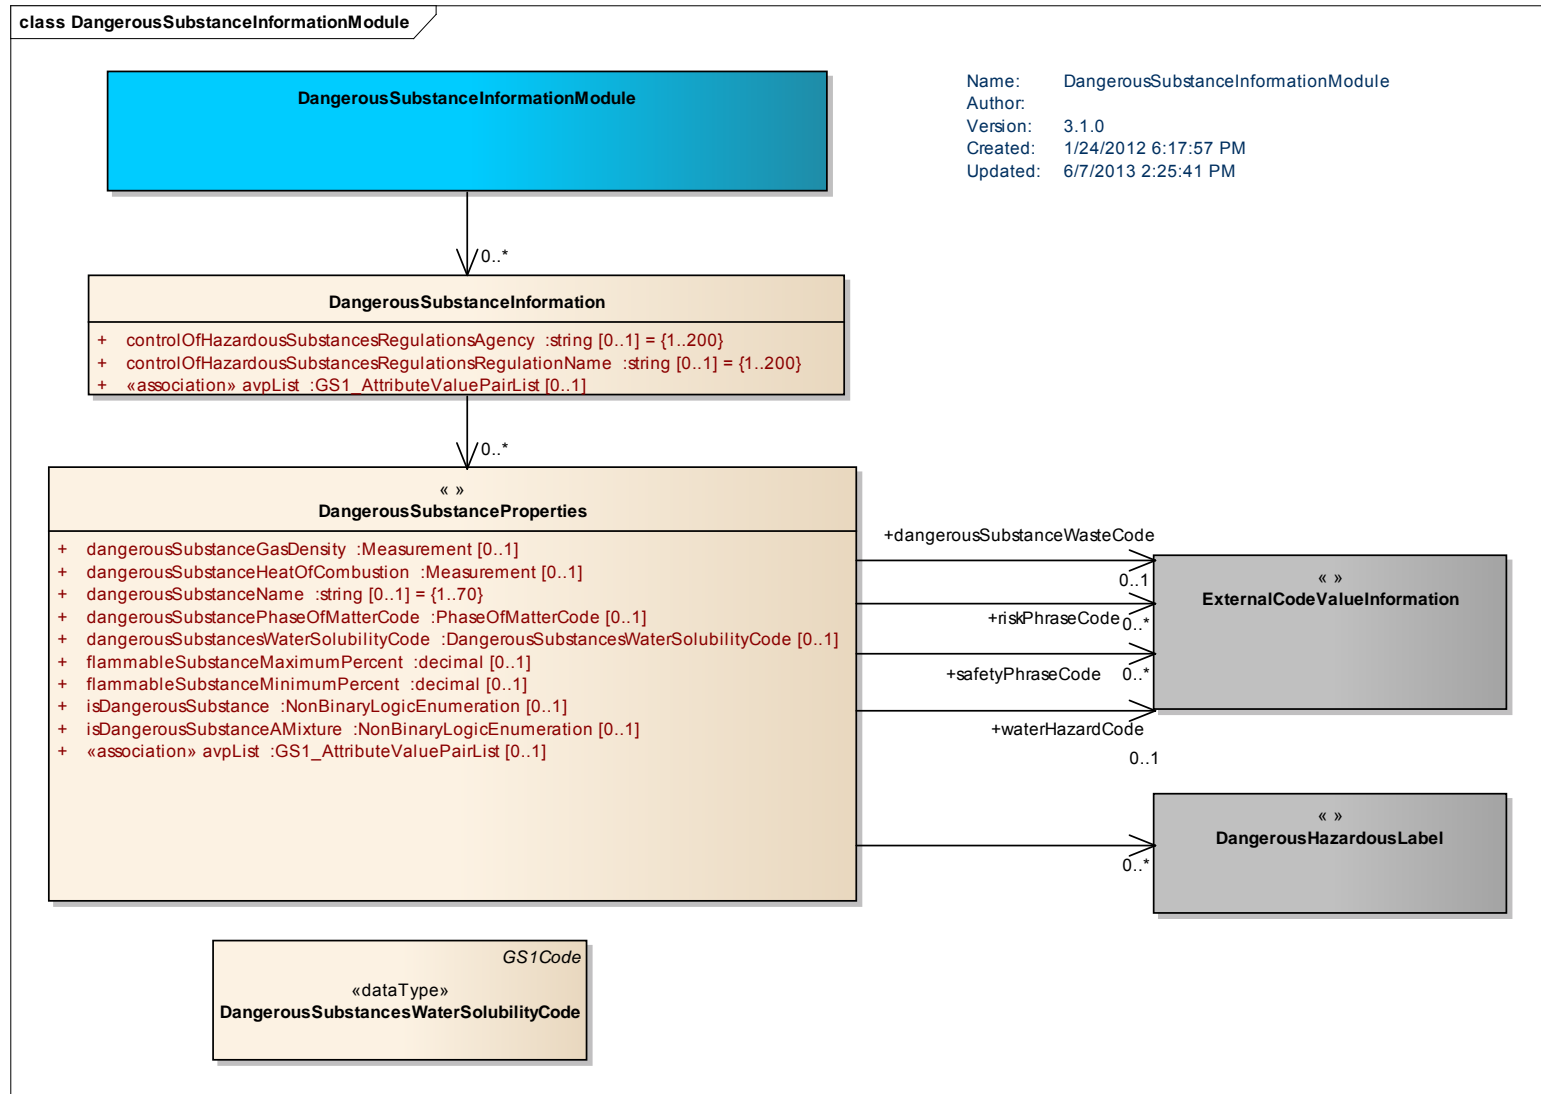 class DangerousSubstanceInformationModule
DangerousSubstanceInformationModule
Name: DangerousSubstanceInformationModule
Author:
Version: 3.1.0
Created: 1/24/2012 6:17:57 PM
Updated: 6/7/2013 2:25:41 PM
0..*
DangerousSubstanceInformation
+ controlOfHazardousSubstancesRegulationsAgency :string [0..1] = {1..200}
+ controlOfHazardousSubstancesRegulationsRegulationName :string [0..1] = {1..200}
+ «association» avpList :GS1_AttributeValuePairList [0..1]
0..*
« »
DangerousSubstanceProperties
+ dangerousSubstanceGasDensity :Measurement [0..1]
+ dangerousSubstanceHeatOfCombustion :Measurement [0..1]
+ dangerousSubstanceName :string [0..1] = {1..70}
+ dangerousSubstancePhaseOfMatterCode :PhaseOfMatterCode [0..1]
+ dangerousSubstancesWaterSolubilityCode :DangerousSubstancesWaterSolubilityCode [0..1]
+ flammableSubstanceMaximumPercent :decimal [0..1]
+ flammableSubstanceMinimumPercent :decimal [0..1]
+ isDangerousSubstance :NonBinaryLogicEnumeration [0..1]
+ isDangerousSubstanceAMixture :NonBinaryLogicEnumeration [0..1]
+ «association» avpList :GS1_AttributeValuePairList [0..1]
+dangerousSubstanceWasteCode
0..1
+riskPhraseCode
0..*
+safetyPhraseCode
0..*
+waterHazardCode
0..1
« »
ExternalCodeValueInformation
« »
DangerousHazardousLabel
0..*
GS1Code
«dataType»
DangerousSubstancesWaterSolubilityCode